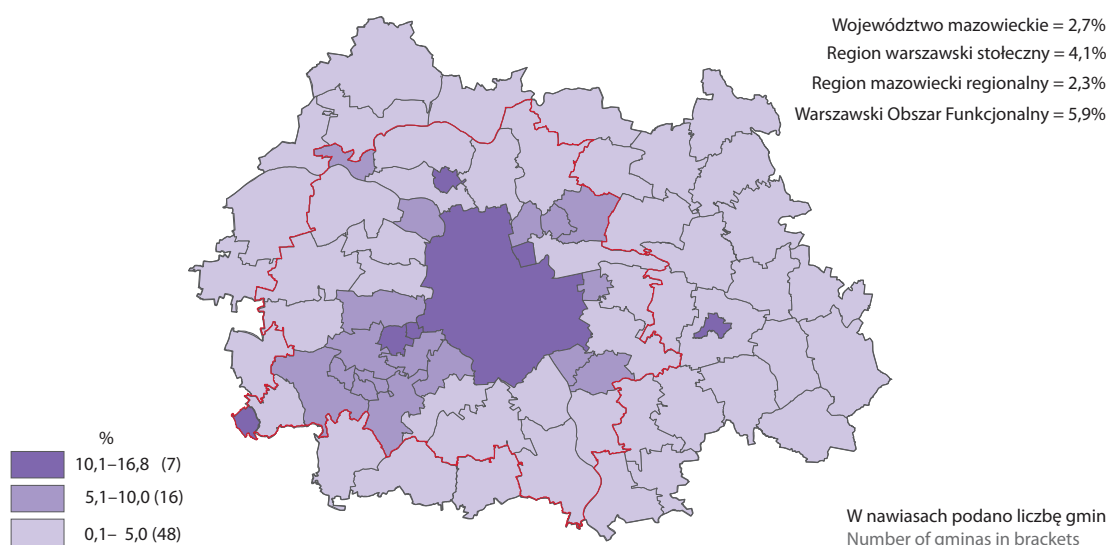 Województwo mazowieckie = 2,7%
Region warszawski stołeczny = 4,1%
Region mazowiecki regionalny = 2,3%
Warszawski Obszar Funkcjonalny = 5,9%
%
10,1–16,8 (7)
5,1–10,0 (16)
0,1– 5,0 (48)
W nawiasach podano liczbę gmin
Number of gminas in brackets